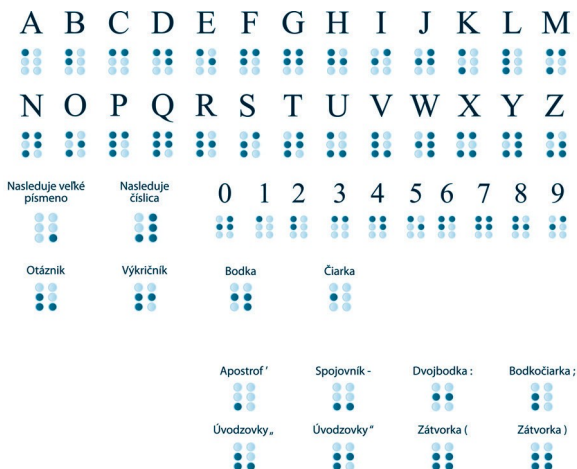 A B C D E F G H I J K L M
N O P Q R S T U V W X Y Z
Nasleduje veľké písmeno
Nasleduje číslica
0 1 2 3 4 5 6 7 8 9
Otáznik Výkričník Bodka Čiarka
Apostrof ’ Spojovník - Dvojbodka : Bodkočiarka ;
Úvodzovky „ Úvodzovky “ Zátvorka ( Zátvorka )